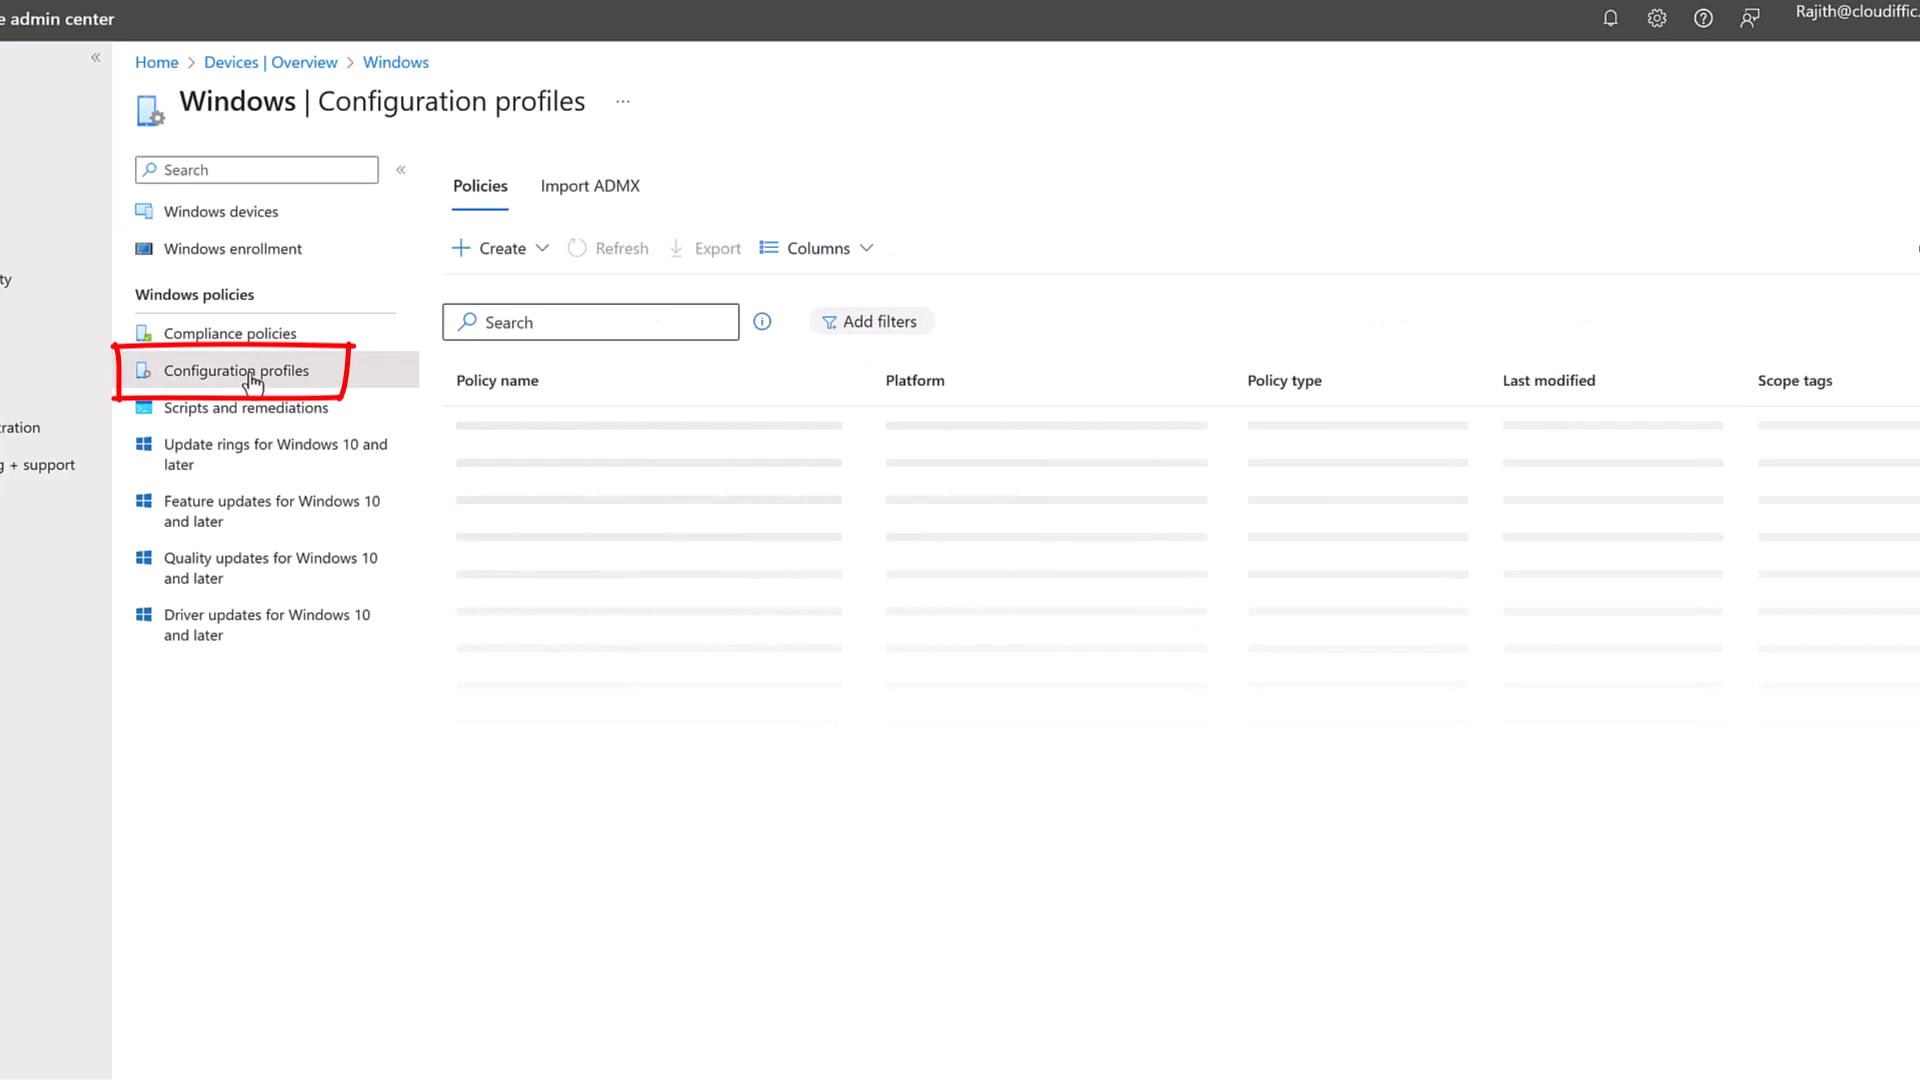 e admin center
Rajith@cloudiffic.
Home > Devices | Overview > Windows
Windows | Configuration profiles ...
Search
Windows devices
Windows enrollment
Windows policies
Compliance policies
Configuration profiles
Scripts and remediations
Update rings for Windows 10 and
later
Feature updates for Windows 10
and later
Quality updates for Windows 10
and later
Driver updates for Windows 10
and later
ty
ration
g + support
Policies Import ADMX
Create Refresh Export Columns
Search Add filters
Policy name Platform Policy type Last modified Scope tags